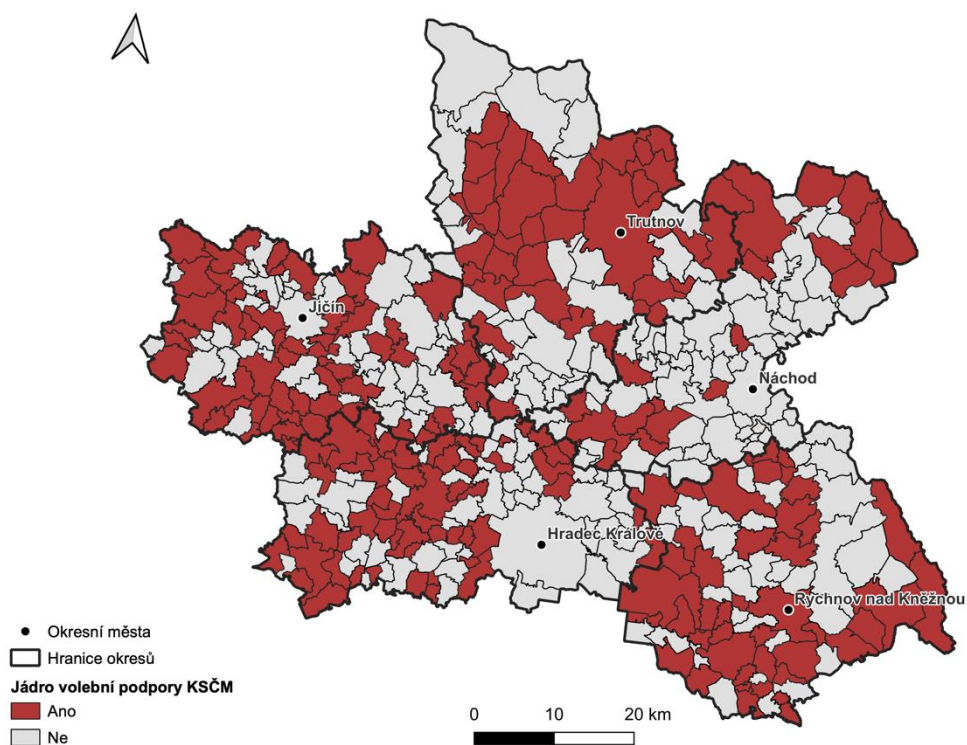 Trutnov
Jičín
Náchod
Hradec Králové
Rychnov nad Kněžnou
Okresní města
Hranice okresů
Jádro volební podpory KSČM
Ano
Ne
0 10 20 km